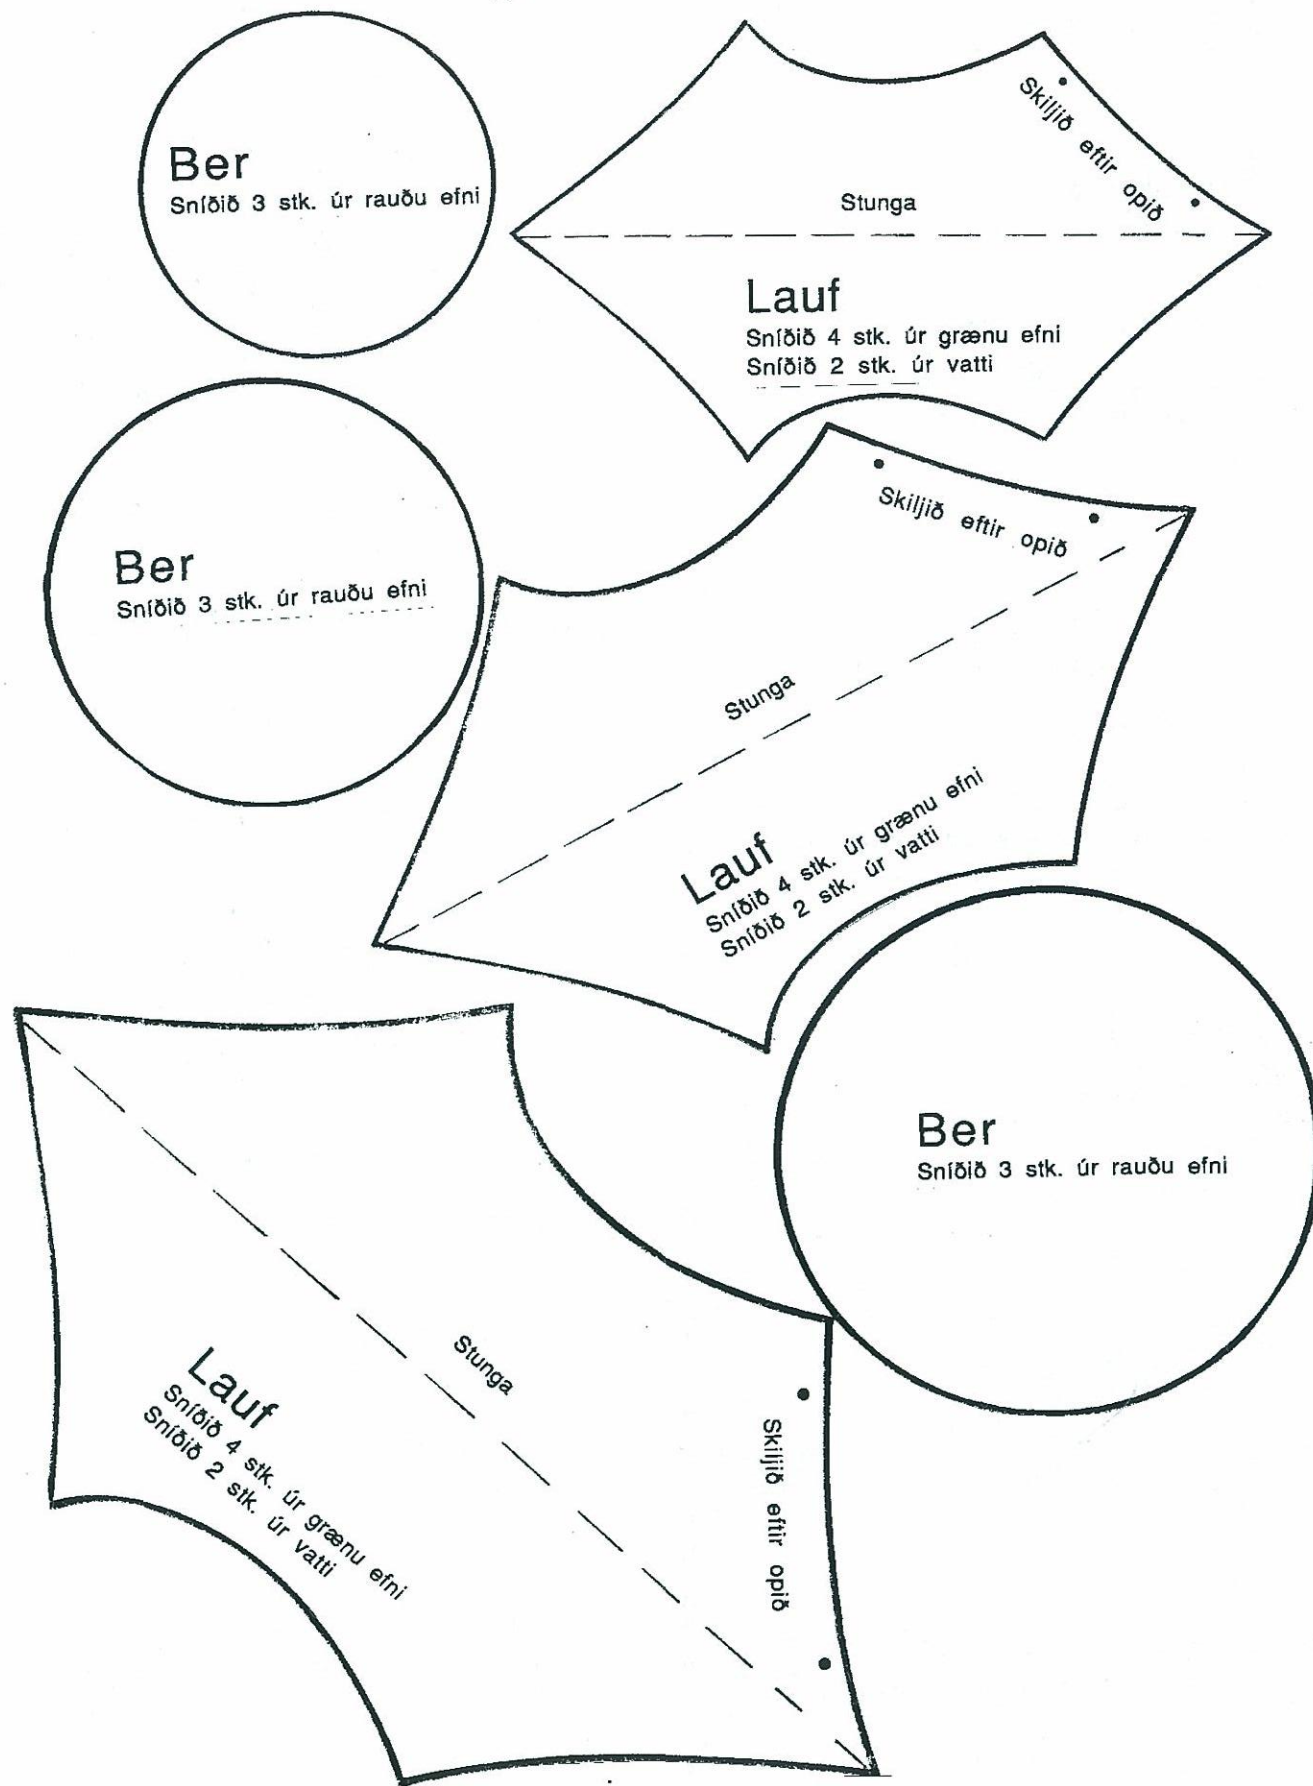 Ber
Sníðið 3 stk. úr rauðu efni
Skiljið eftir opið
Stunga
Lauf
Sníðið 4 stk. úr grænu efni
Sníðið 2 stk. úr vatti
Ber
Sníðið 3 stk. úr rauðu efni
Skiljið eftir opið
Stunga
Lauf
Sníðið 4 stk. úr grænu efni
Sníðið 2 stk. úr vatti
Ber
Sníðið 3 stk. úr rauðu efni
Stunga
Lauf
Sníðið 4 stk. úr grænu efni
Sníðið 2 stk. úr vatti
Skiljið eftir opið